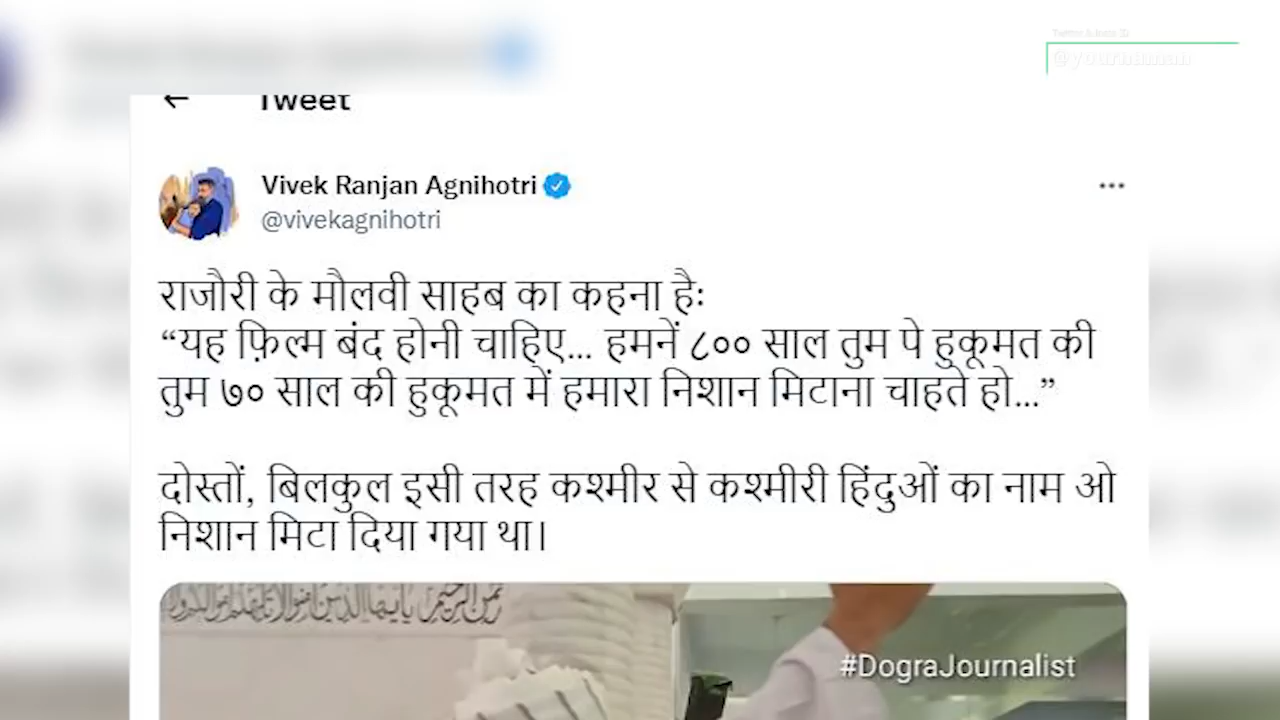 @yournaman
Tweet
Vivek Ranjan Agnihotri
@vivekagnihotri
राजौरी के मौलवी साहब का कहना हैः
“यह फ़िल्म बंद होनी चाहिए... हमनें ८०० साल तुम पे हुकूमत की
तुम ७० साल की हुकूमत में हमारा निशान मिटाना चाहते हो...”
दोस्तों, बिलकुल इसी तरह कश्मीर से कश्मीरी हिंदुओं का नाम ओ
निशान मिटा दिया गया था।
#DograJournalist